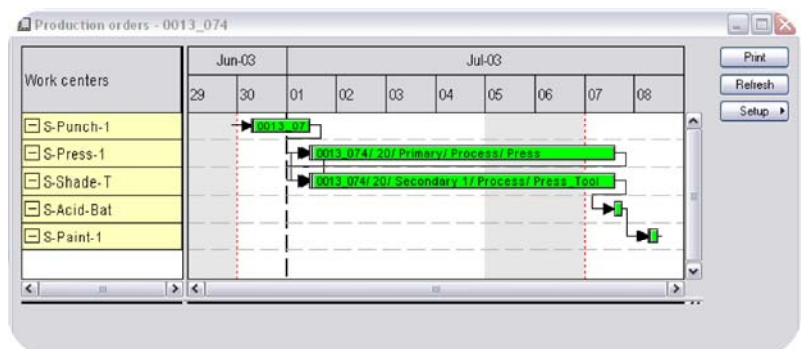 Production orders - 0013_074
Work centers
Jun-03 Jul-03
29 30 01 02 03 04 05 06 07 08
Print
Refresh
Setup
S-Punch-1 0013_07
S-Press-1 0013_074/ 20/ Primary/ Process/ Press
S-Shade-T 0013_074/ 20/ Secondary 1/ Process/ Press_Tool
S-Acid-Bat
S-Paint-1